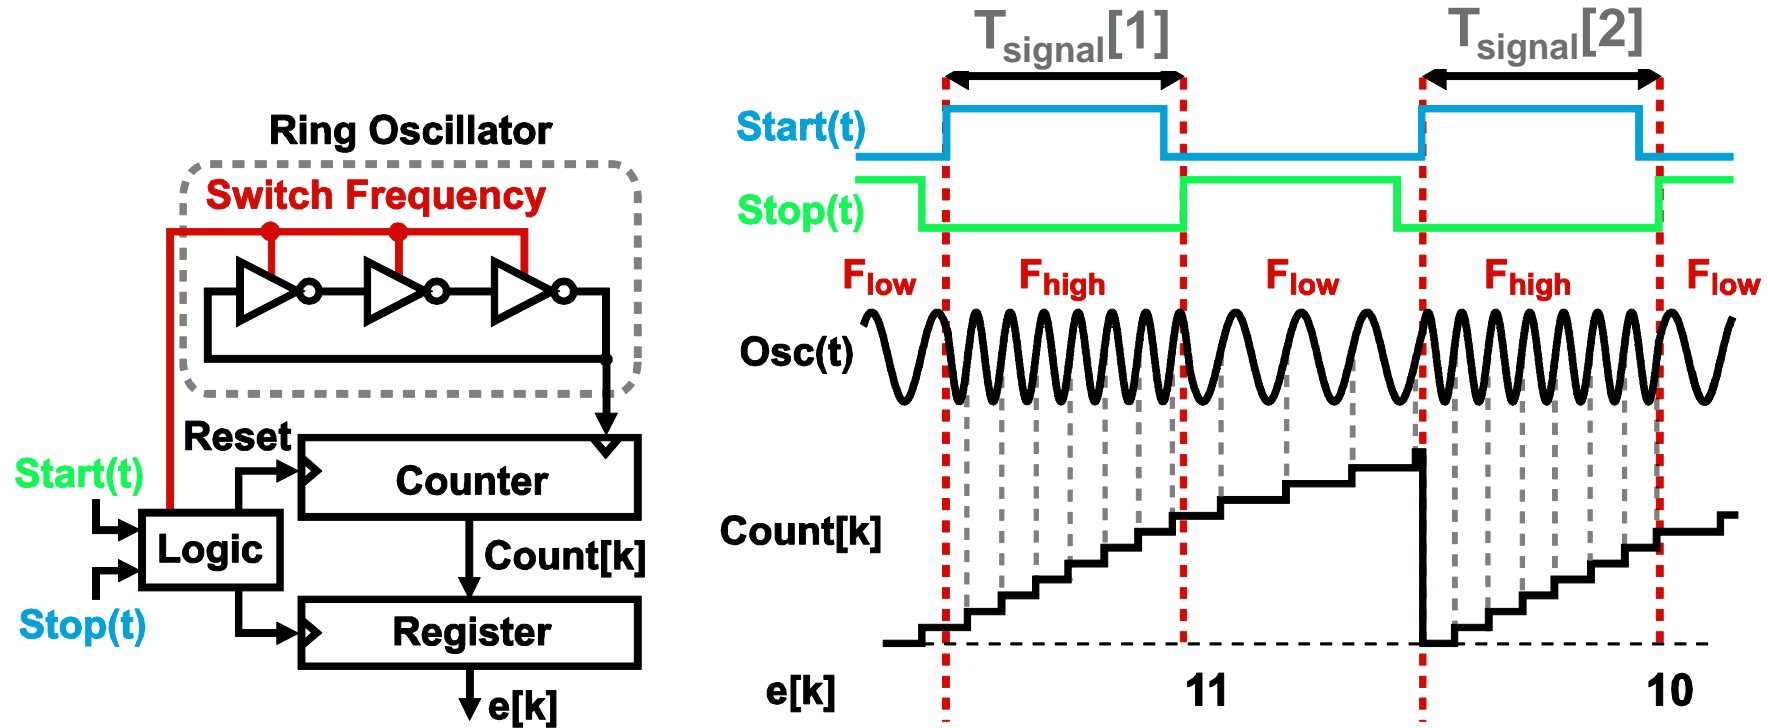 Ring Oscillator
Switch Frequency
Reset
Start(t)
Counter
Logic
Count[k]
Stop(t)
Register
e[k]
Tsignal[1] Tsignal[2]
Start(t)
Stop(t)
Flow Fhigh Flow Fhigh Flow
Osc(t)
Count[k]
e[k] 11 10